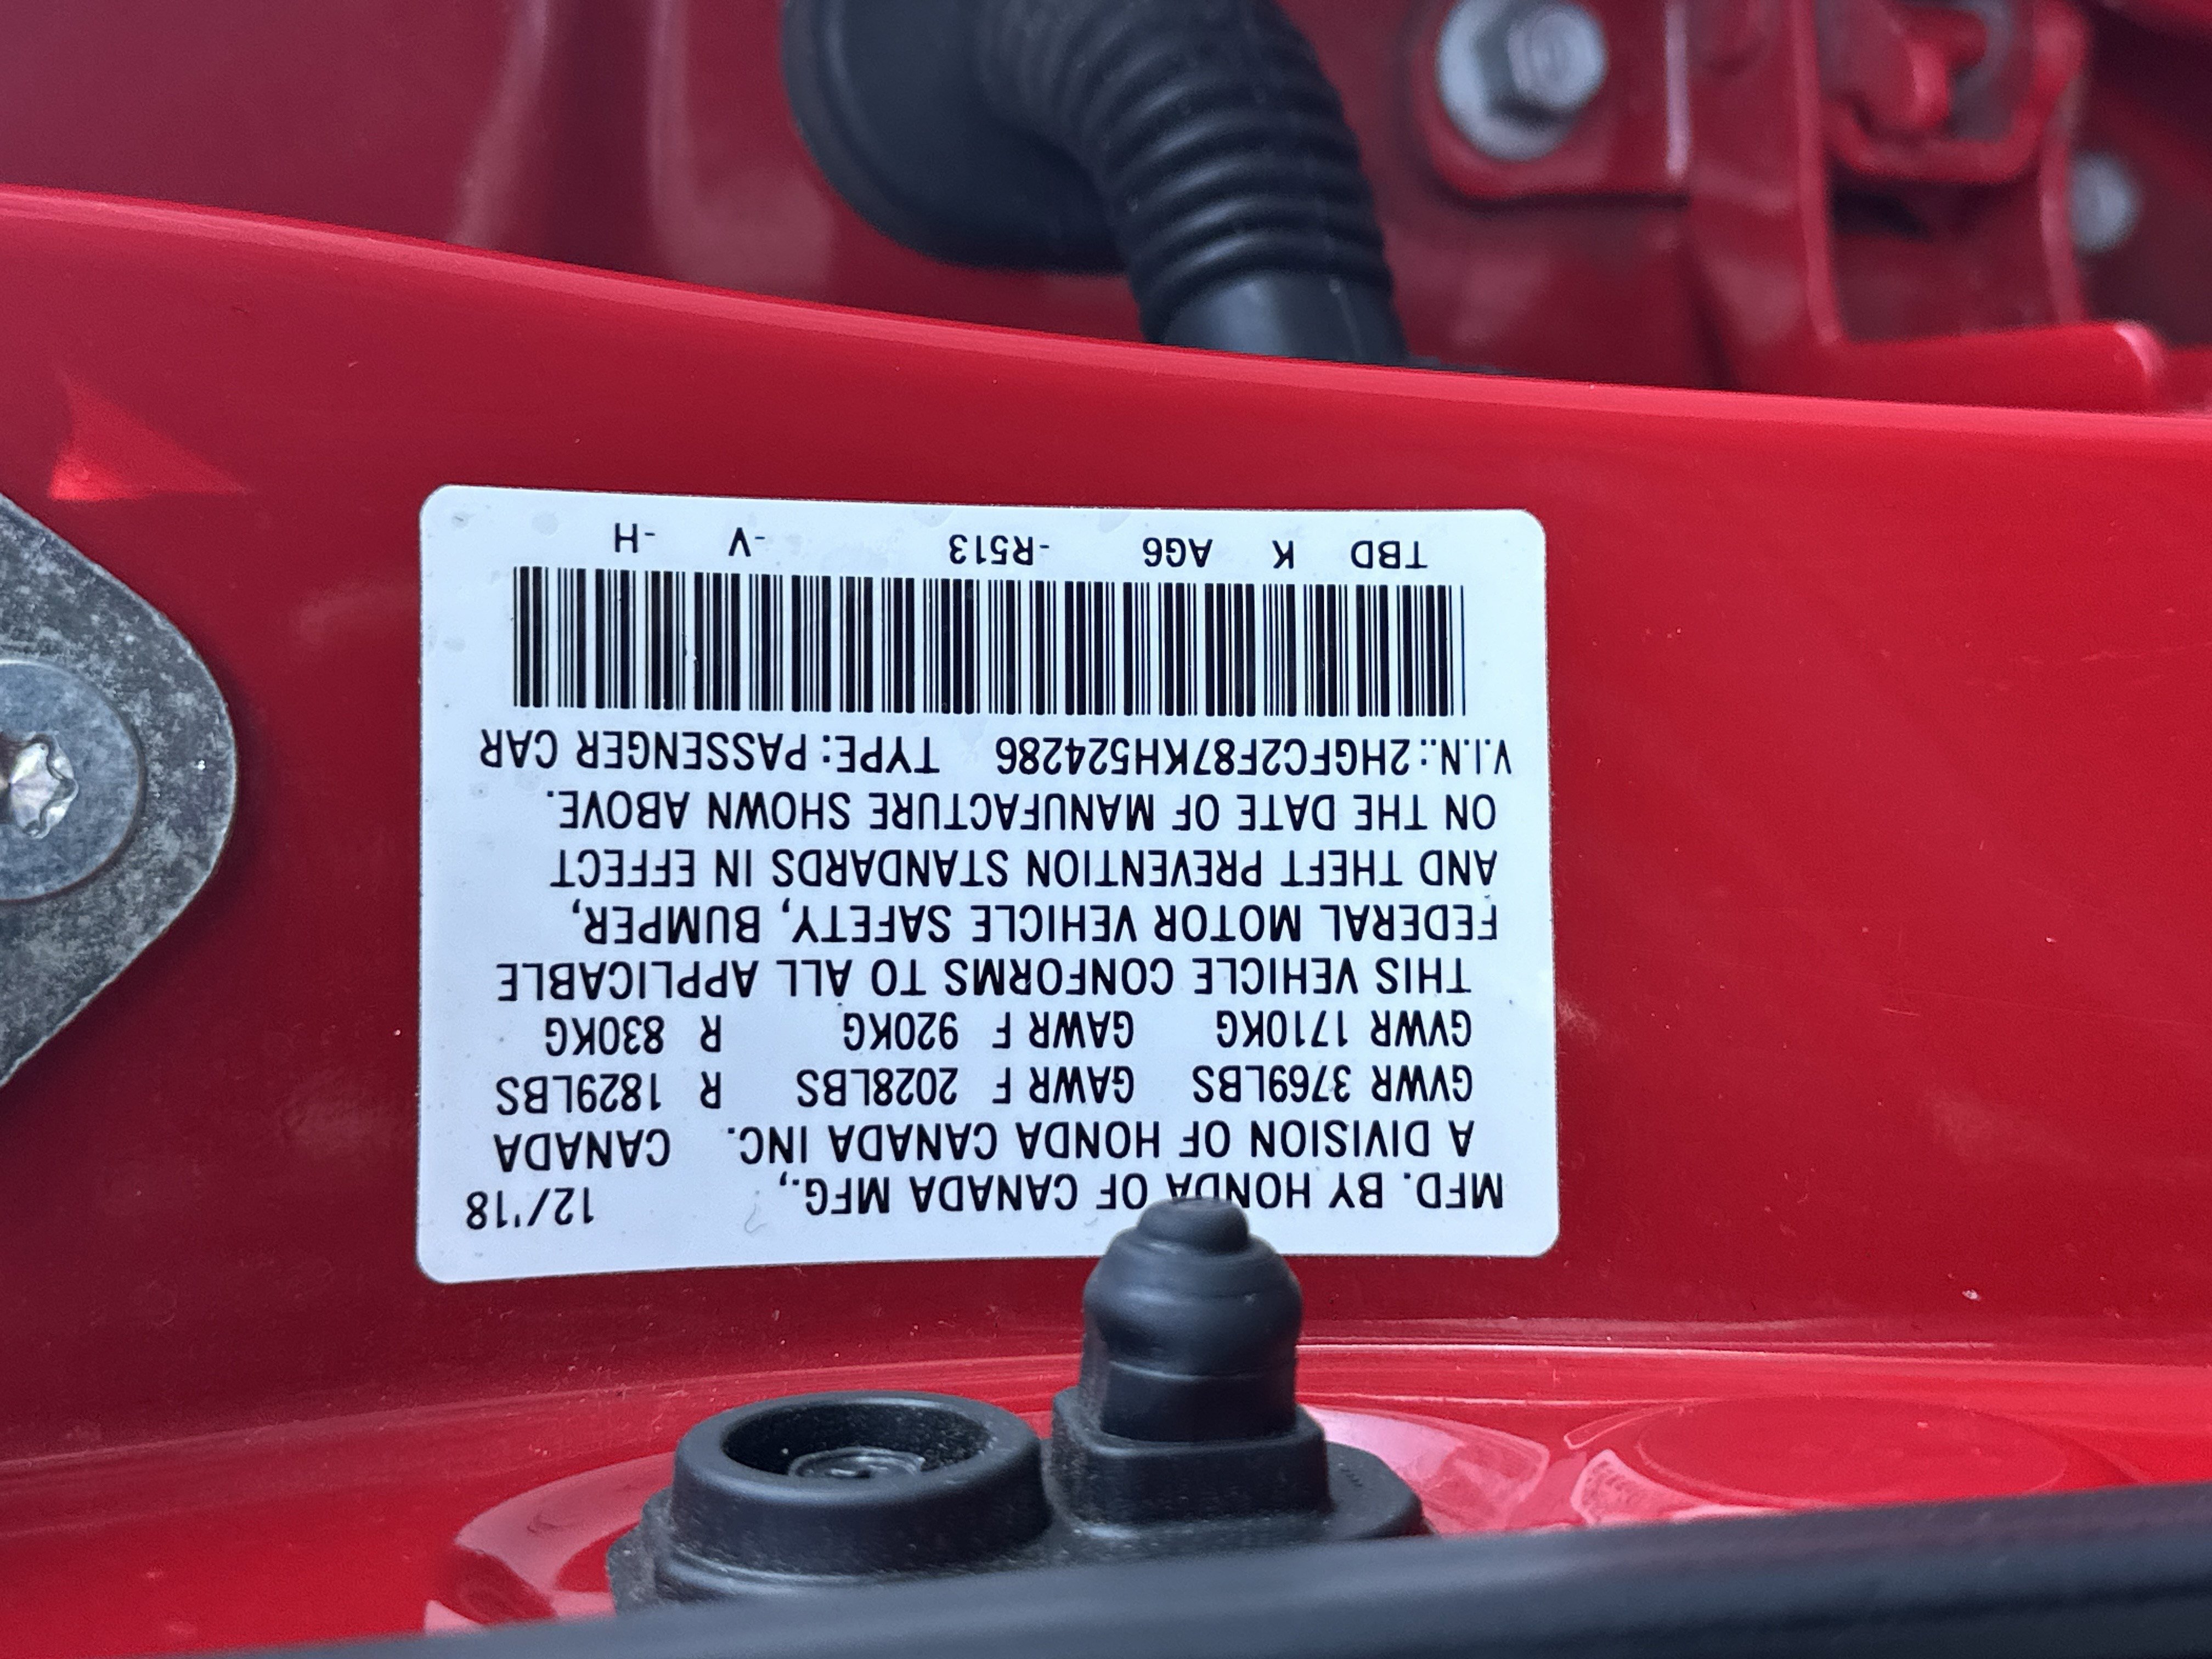 MFD. BY HONDA OF CANADA MFG., 12/'18
A DIVISION OF HONDA CANADA INC. CANADA
GVWR 3769LBS GAWR F 2028LBS R 1829LBS
GVWR 1710KG GAWR F 920KG R 830KG
THIS VEHICLE CONFORMS TO ALL APPLICABLE
FEDERAL MOTOR VEHICLE SAFETY, BUMPER,
AND THEFT PREVENTION STANDARDS IN EFFECT
ON THE DATE OF MANUFACTURE SHOWN ABOVE.
V.I.N.:2HGFC2F87KH524286 TYPE: PASSENGER CAR
TBD K AG6 -R513 -V -H